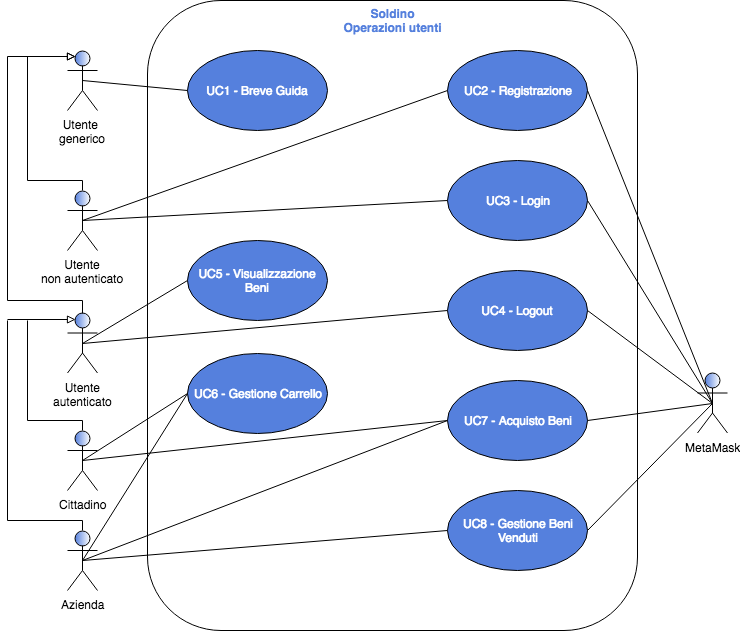 Soldino
Operazioni utenti
UC1 - Breve Guida
UC2 - Registrazione
Utente
generico
UC3 - Login
Utente
non autenticato
UC5 - Visualizzazione
Beni
UC4 - Logout
Utente
autenticato
UC6 - Gestione Carrello
UC7 - Acquisto Beni
MetaMask
Cittadino
UC8 - Gestione Beni
Venduti
Azienda